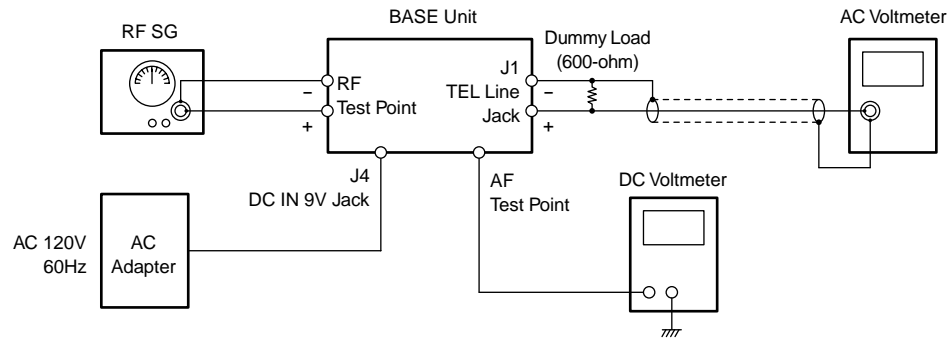 BASE Unit
RF SG
AC Voltmeter
Dummy Load
(600-ohm)
RF
Test Point
−
+
J1
TEL Line
Jack
−
+
J4
DC IN 9V Jack
AF
Test Point
DC Voltmeter
AC 120V
60Hz
AC
Adapter